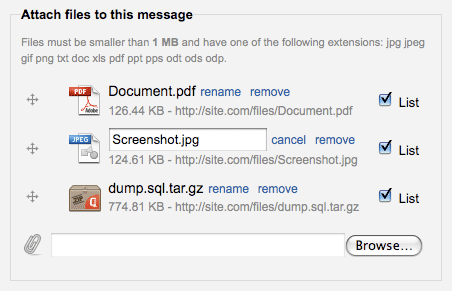 Attach files to this message
Files must be smaller than 1 MB and have one of the following extensions: jpg jpeg
gif png txt doc xls pdf ppt pps odt ods odp.
PDF Adobe Document.pdf rename remove List
126.44 KB - http://site.com/files/Document.pdf
JPEG Screenshot.jpg cancel remove List
124.61 KB - http://site.com/files/Screenshot.jpg
dump.sql.tar.gz rename remove List
774.81 KB - http://site.com/files/dump.sql.tar.gz
Browse...